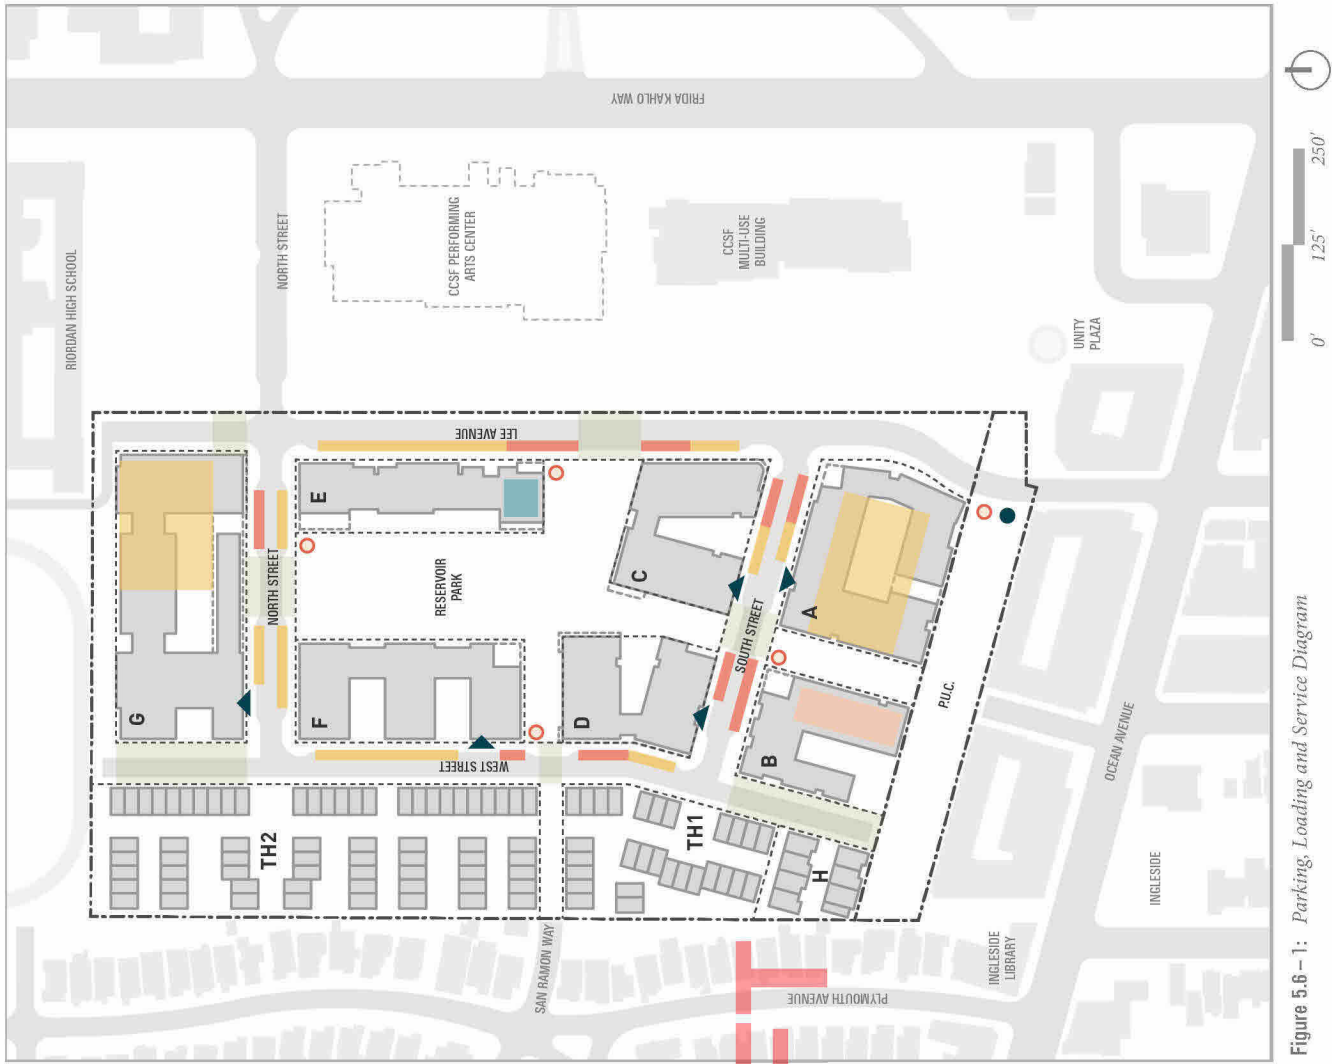 FRIDA KAHLO WAY
RIORDAN HIGH SCHOOL
NORTH STREET
CCSF PERFORMING
ARTS CENTER
CCSF
MULTI-USE
BUILDING
UNITY
PLAZA
LEE AVENUE
E
G
NORTH STREET
RESERVOIR
PARK
C
A
SOUTH STREET
F
D
B
P.U.C.
WEST STREET
OCEAN AVENUE
TH2
TH1
H
INGLESIDE
SAN RAMON WAY
INGLESIDE
LIBRARY
PLYMOUTH AVENUE
0'
125'
250'
Figure 5.6 – 1: Parking, Loading and Service Diagram